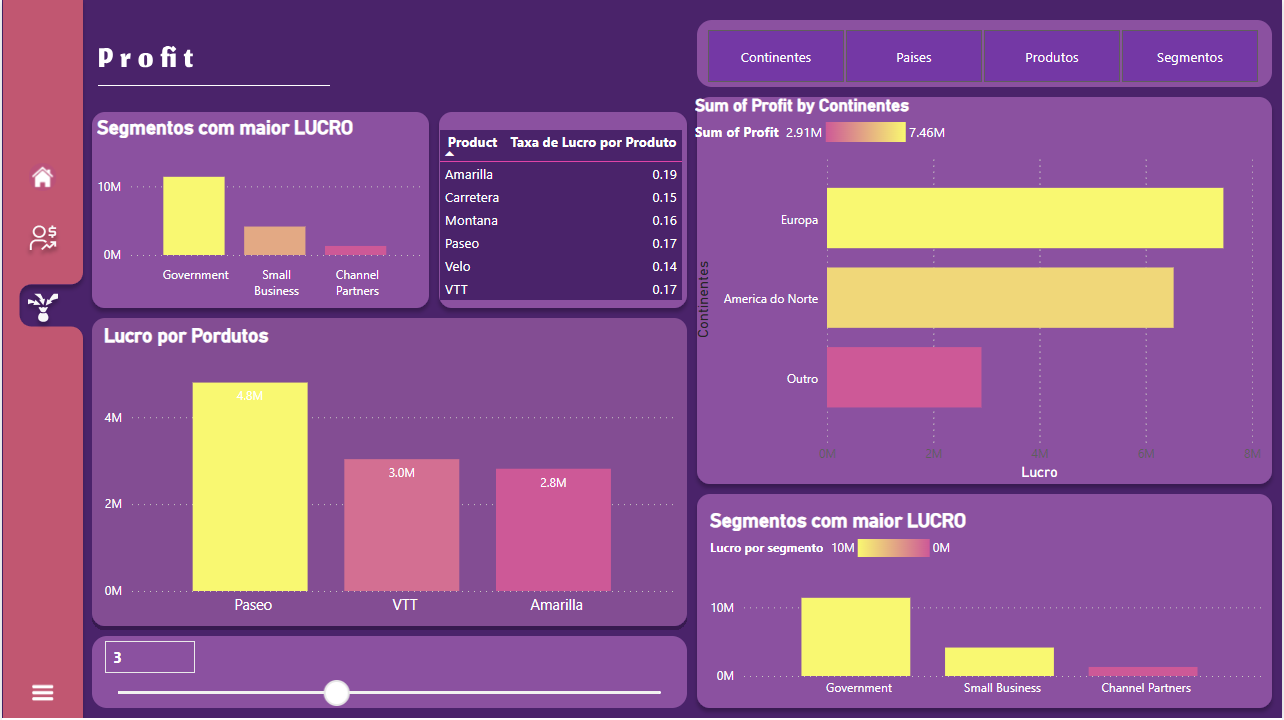 Profit
Continentes
Paises
Produtos
Segmentos
Segmentos com maior LUCRO
10M
0M
Government
Small
Business
Channel
Partners
Product Taxa de Lucro por Produto
Amarilla 0.19
Carretera 0.15
Montana 0.16
Paseo 0.17
Velo 0.14
VTT 0.17
Sum of Profit by Continentes
Sum of Profit 2.91M 7.46M
Continentes
Europa
America do Norte
Outro
0M 2M 4M 6M 8M
Lucro
Lucro por Pordutos
4M
2M
0M
4.8M
3.0M
2.8M
Paseo VTT Amarilla
3
Segmentos com maior LUCRO
Lucro por segmento 10M 0M
10M
0M
Government Small Business Channel Partners